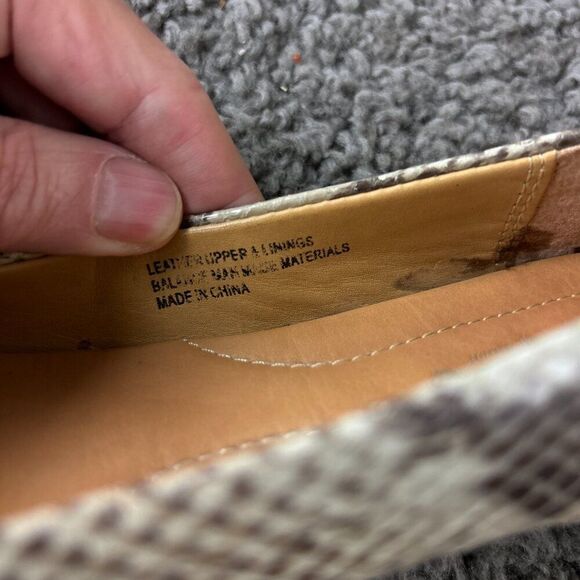 LEATHER UPPER & LININGS
BALANCE MAN MADE MATERIALS
MADE IN CHINA